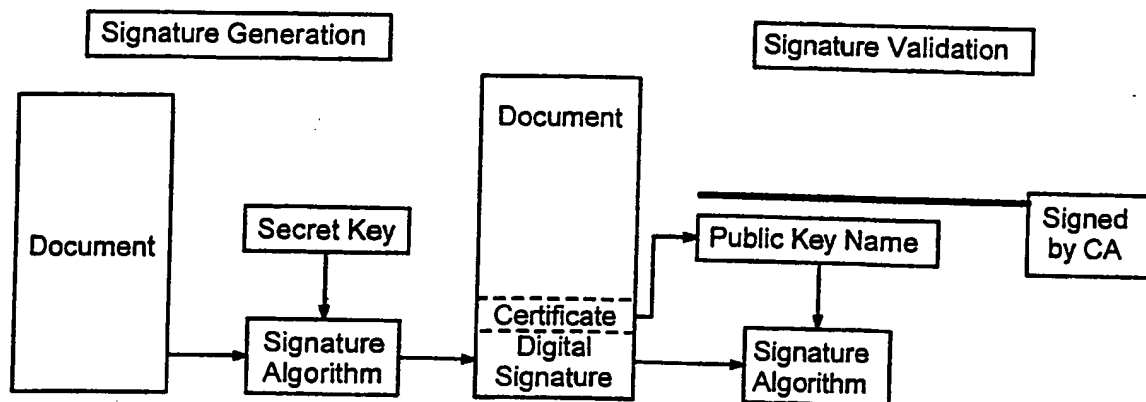 Signature Generation
Signature Validation
Document
Secret Key
Signature
Algorithm
Document
Certificate
Digital
Signature
Public Key Name
Signed
by CA
Signature
Algorithm